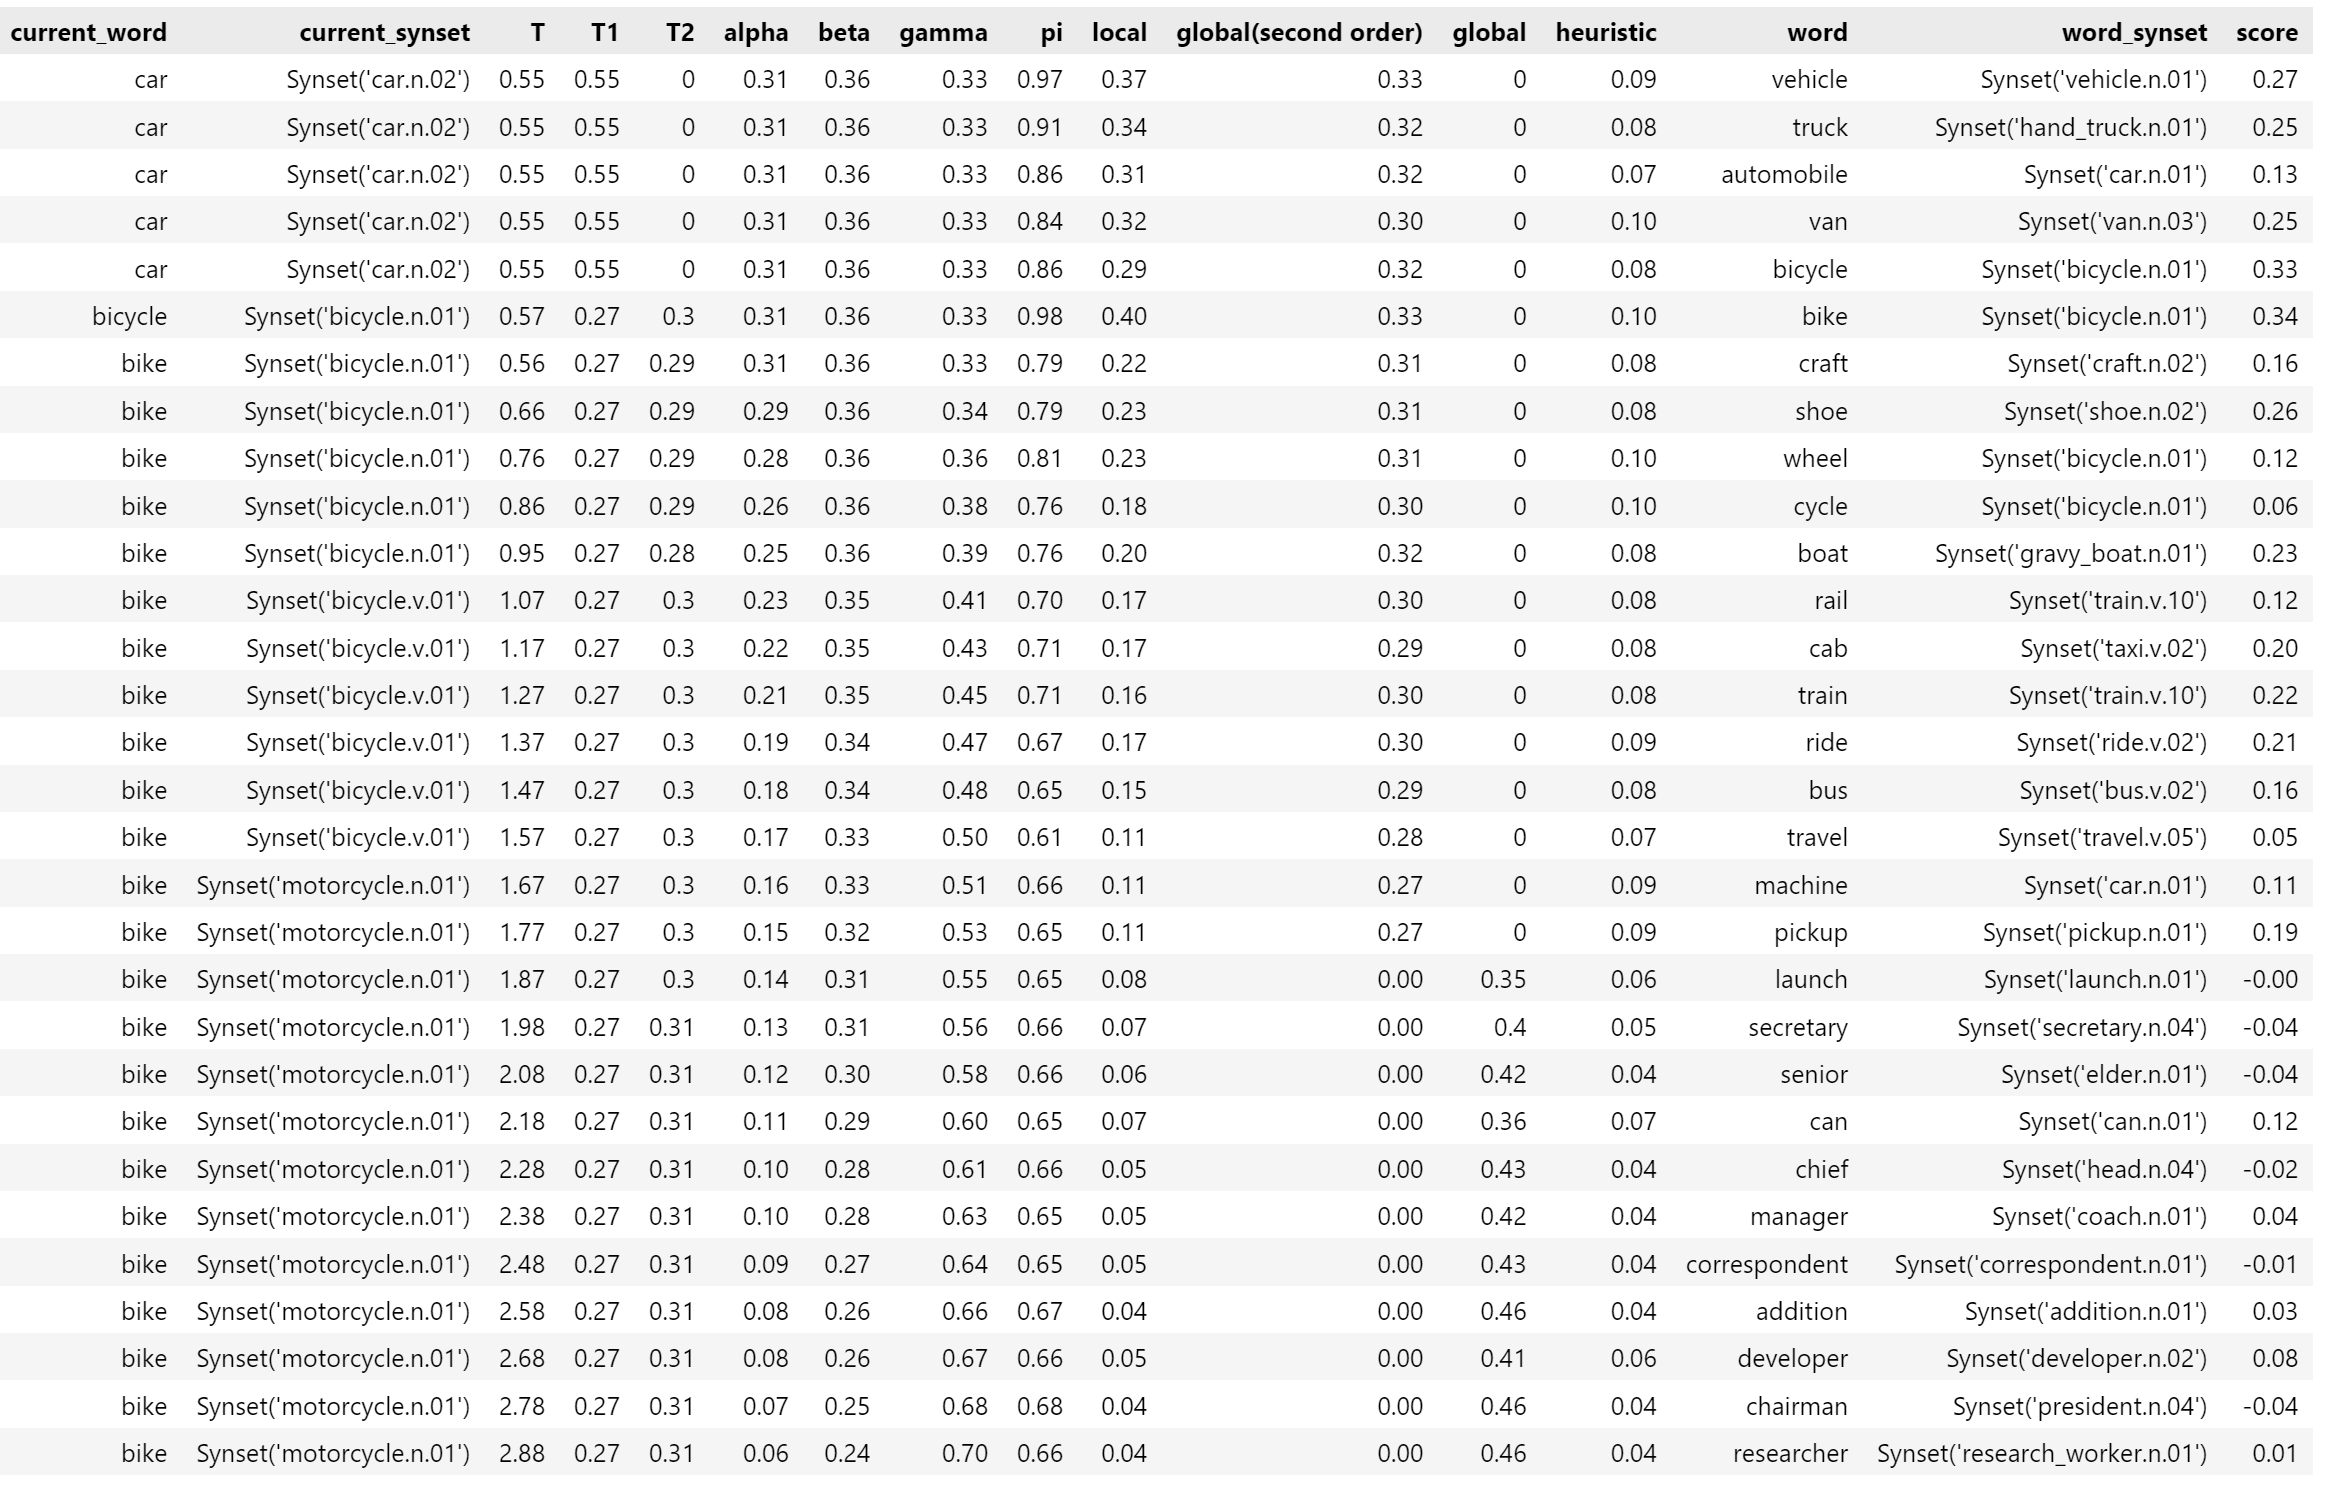 current_word current_synset T T1 T2 alpha beta gamma pi local global(second order) global heuristic word word_synset score
car Synset('car.n.02') 0.55 0.55 0 0.31 0.36 0.33 0.97 0.37 0.33 0 0.09 vehicle Synset('vehicle.n.01') 0.27
car Synset('car.n.02') 0.55 0.55 0 0.31 0.36 0.33 0.91 0.34 0.32 0 0.08 truck Synset('hand_truck.n.01') 0.25
car Synset('car.n.02') 0.55 0.55 0 0.31 0.36 0.33 0.86 0.31 0.32 0 0.07 automobile Synset('car.n.01') 0.13
car Synset('car.n.02') 0.55 0.55 0 0.31 0.36 0.33 0.84 0.32 0.30 0 0.10 van Synset('van.n.03') 0.25
car Synset('car.n.02') 0.55 0.55 0 0.31 0.36 0.33 0.86 0.29 0.32 0 0.08 bicycle Synset('bicycle.n.01') 0.33
bicycle Synset('bicycle.n.01') 0.57 0.27 0.3 0.31 0.36 0.33 0.98 0.40 0.33 0 0.10 bike Synset('bicycle.n.01') 0.34
bike Synset('bicycle.n.01') 0.56 0.27 0.29 0.31 0.36 0.33 0.79 0.22 0.31 0 0.08 craft Synset('craft.n.02') 0.16
bike Synset('bicycle.n.01') 0.66 0.27 0.29 0.29 0.36 0.34 0.79 0.23 0.31 0 0.08 shoe Synset('shoe.n.02') 0.26
bike Synset('bicycle.n.01') 0.76 0.27 0.29 0.28 0.36 0.36 0.81 0.23 0.31 0 0.10 wheel Synset('bicycle.n.01') 0.12
bike Synset('bicycle.n.01') 0.86 0.27 0.29 0.26 0.36 0.38 0.76 0.18 0.30 0 0.10 cycle Synset('bicycle.n.01') 0.06
bike Synset('bicycle.n.01') 0.95 0.27 0.28 0.25 0.36 0.39 0.76 0.20 0.32 0 0.08 boat Synset('gravy_boat.n.01') 0.23
bike Synset('bicycle.v.01') 1.07 0.27 0.3 0.23 0.35 0.41 0.70 0.17 0.30 0 0.08 rail Synset('train.v.10') 0.12
bike Synset('bicycle.v.01') 1.17 0.27 0.3 0.22 0.35 0.43 0.71 0.17 0.29 0 0.08 cab Synset('taxi.v.02') 0.20
bike Synset('bicycle.v.01') 1.27 0.27 0.3 0.21 0.35 0.45 0.71 0.16 0.30 0 0.08 train Synset('train.v.10') 0.22
bike Synset('bicycle.v.01') 1.37 0.27 0.3 0.19 0.34 0.47 0.67 0.17 0.30 0 0.09 ride Synset('ride.v.02') 0.21
bike Synset('bicycle.v.01') 1.47 0.27 0.3 0.18 0.34 0.48 0.65 0.15 0.29 0 0.08 bus Synset('bus.v.02') 0.16
bike Synset('bicycle.v.01') 1.57 0.27 0.3 0.17 0.33 0.50 0.61 0.11 0.28 0 0.07 travel Synset('travel.v.05') 0.05
bike Synset('motorcycle.n.01') 1.67 0.27 0.3 0.16 0.33 0.51 0.66 0.11 0.27 0 0.09 machine Synset('car.n.01') 0.11
bike Synset('motorcycle.n.01') 1.77 0.27 0.3 0.15 0.32 0.53 0.65 0.11 0.27 0 0.09 pickup Synset('pickup.n.01') 0.19
bike Synset('motorcycle.n.01') 1.87 0.27 0.3 0.14 0.31 0.55 0.65 0.08 0.00 0.35 0.06 launch Synset('launch.n.01') -0.00
bike Synset('motorcycle.n.01') 1.98 0.27 0.31 0.13 0.31 0.56 0.66 0.07 0.00 0.4 0.05 secretary Synset('secretary.n.04') -0.04
bike Synset('motorcycle.n.01') 2.08 0.27 0.31 0.12 0.30 0.58 0.66 0.06 0.00 0.42 0.04 senior Synset('elder.n.01') -0.04
bike Synset('motorcycle.n.01') 2.18 0.27 0.31 0.11 0.29 0.60 0.65 0.07 0.00 0.36 0.07 can Synset('can.n.01') 0.12
bike Synset('motorcycle.n.01') 2.28 0.27 0.31 0.10 0.28 0.61 0.66 0.05 0.00 0.43 0.04 chief Synset('head.n.04') -0.02
bike Synset('motorcycle.n.01') 2.38 0.27 0.31 0.10 0.28 0.63 0.65 0.05 0.00 0.42 0.04 manager Synset('coach.n.01') 0.04
bike Synset('motorcycle.n.01') 2.48 0.27 0.31 0.09 0.27 0.64 0.65 0.05 0.00 0.43 0.04 correspondent Synset('correspondent.n.01') -0.01
bike Synset('motorcycle.n.01') 2.58 0.27 0.31 0.08 0.26 0.66 0.67 0.04 0.00 0.46 0.04 addition Synset('addition.n.01') 0.03
bike Synset('motorcycle.n.01') 2.68 0.27 0.31 0.08 0.26 0.67 0.66 0.05 0.00 0.41 0.06 developer Synset('developer.n.02') 0.08
bike Synset('motorcycle.n.01') 2.78 0.27 0.31 0.07 0.25 0.68 0.68 0.04 0.00 0.46 0.04 chairman Synset('president.n.04') -0.04
bike Synset('motorcycle.n.01') 2.88 0.27 0.31 0.06 0.24 0.70 0.66 0.04 0.00 0.46 0.04 researcher Synset('research_worker.n.01') 0.01